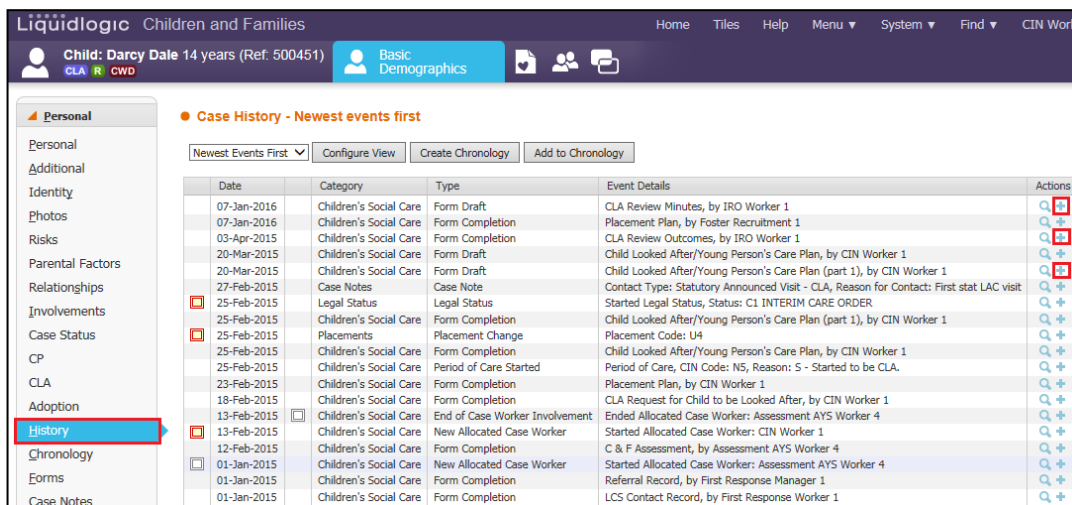 Liquidlogic Children and Families Home Tiles Help Menu ▼ System ▼ Find ▼ CIN Wor
Child: Darcy Dale 14 years (Ref: 500451)
CLA R CWD
Basic
Demographics
Personal
Personal
Additional
Identity
Photos
Risks
Parental Factors
Relationships
Involvements
Case Status
CP
CLA
Adoption
History
Chronology
Forms
Case Notes
Case History - Newest events first
Newest Events First Configure View Create Chronology Add to Chronology
Date Category Type Event Details Actions
07-Jan-2016 Children's Social Care Form Draft CLA Review Minutes, by IRO Worker 1
07-Jan-2016 Children's Social Care Form Completion Placement Plan, by Foster Recruitment 1
03-Apr-2015 Children's Social Care Form Completion CLA Review Outcomes, by IRO Worker 1
20-Mar-2015 Children's Social Care Form Draft Child Looked After/Young Person's Care Plan, by CIN Worker 1
20-Mar-2015 Children's Social Care Form Draft Child Looked After/Young Person's Care Plan (part 1), by CIN Worker 1
27-Feb-2015 Case Notes Case Note Contact Type: Statutory Announced Visit - CLA, Reason for Contact: First stat LAC visit
25-Feb-2015 Legal Status Legal Status Started Legal Status, Status: C1 INTERIM CARE ORDER
25-Feb-2015 Children's Social Care Form Completion Child Looked After/Young Person's Care Plan (part 1), by CIN Worker 1
25-Feb-2015 Placements Placement Change Placement Code: U4
25-Feb-2015 Children's Social Care Form Completion Child Looked After/Young Person's Care Plan, by CIN Worker 1
25-Feb-2015 Children's Social Care Period of Care Started Period of Care, CIN Code: N5, Reason: S - Started to be CLA.
23-Feb-2015 Children's Social Care Form Completion Placement Plan, by CIN Worker 1
18-Feb-2015 Children's Social Care Form Completion CLA Request for Child to be Looked After, by CIN Worker 1
13-Feb-2015 Children's Social Care End of Case Worker Involvement Ended Allocated Case Worker: Assessment AYS Worker 4
13-Feb-2015 Children's Social Care New Allocated Case Worker Started Allocated Case Worker: CIN Worker 1
12-Feb-2015 Children's Social Care Form Completion C & F Assessment, by Assessment AYS Worker 4
01-Jan-2015 Children's Social Care New Allocated Case Worker Started Allocated Case Worker: Assessment AYS Worker 4
01-Jan-2015 Children's Social Care Form Completion Referral Record, by First Response Manager 1
01-Jan-2015 Children's Social Care Form Completion LCS Contact Record, by First Response Worker 1